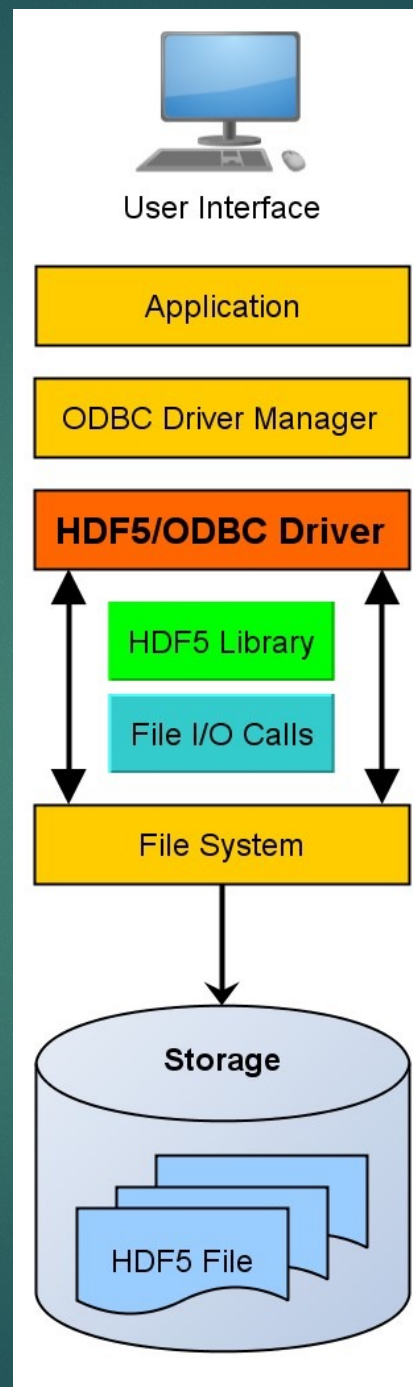 User Interface
Application
ODBC Driver Manager
HDF5/ODBC Driver
HDF5 Library
File I/O Calls
File System
Storage
HDF5 File